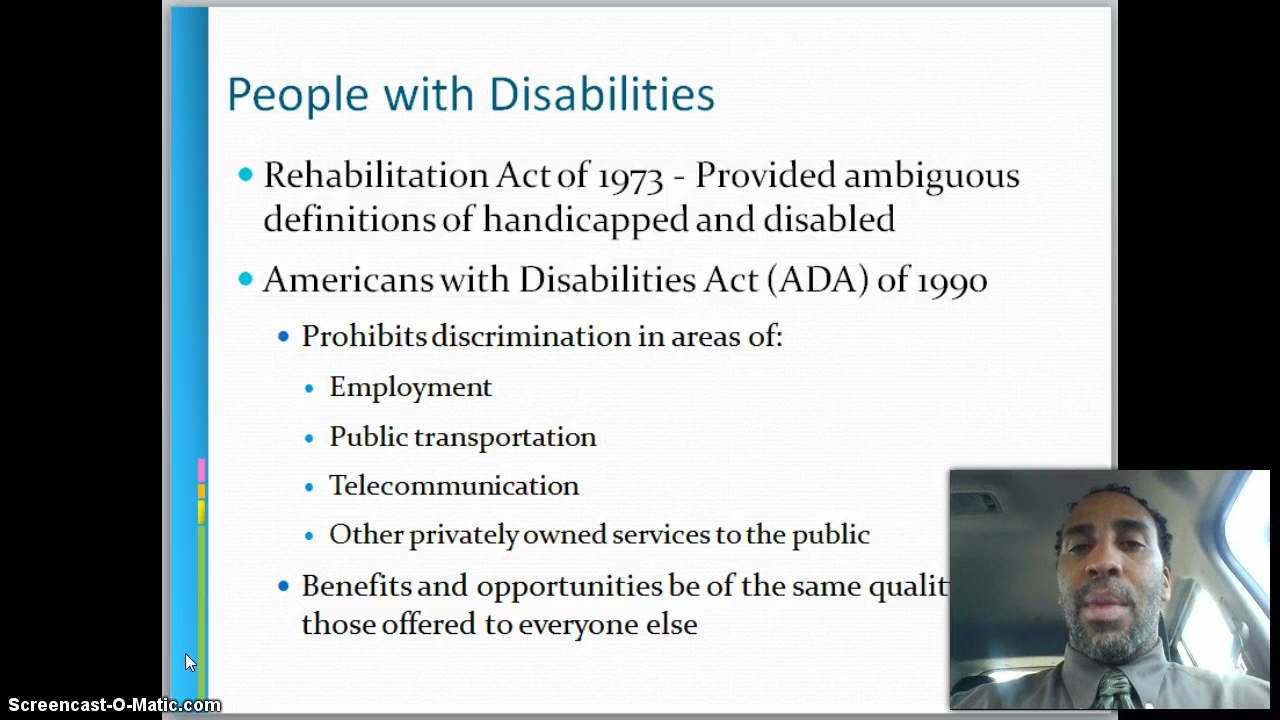 People with Disabilities
• Rehabilitation Act of 1973 - Provided ambiguous
definitions of handicapped and disabled
• Americans with Disabilities Act (ADA) of 1990
• Prohibits discrimination in areas of:
• Employment
• Public transportation
• Telecommunication
• Other privately owned services to the public
• Benefits and opportunities be of the same
those offered to everyone else
Screencast-O-Matic.com